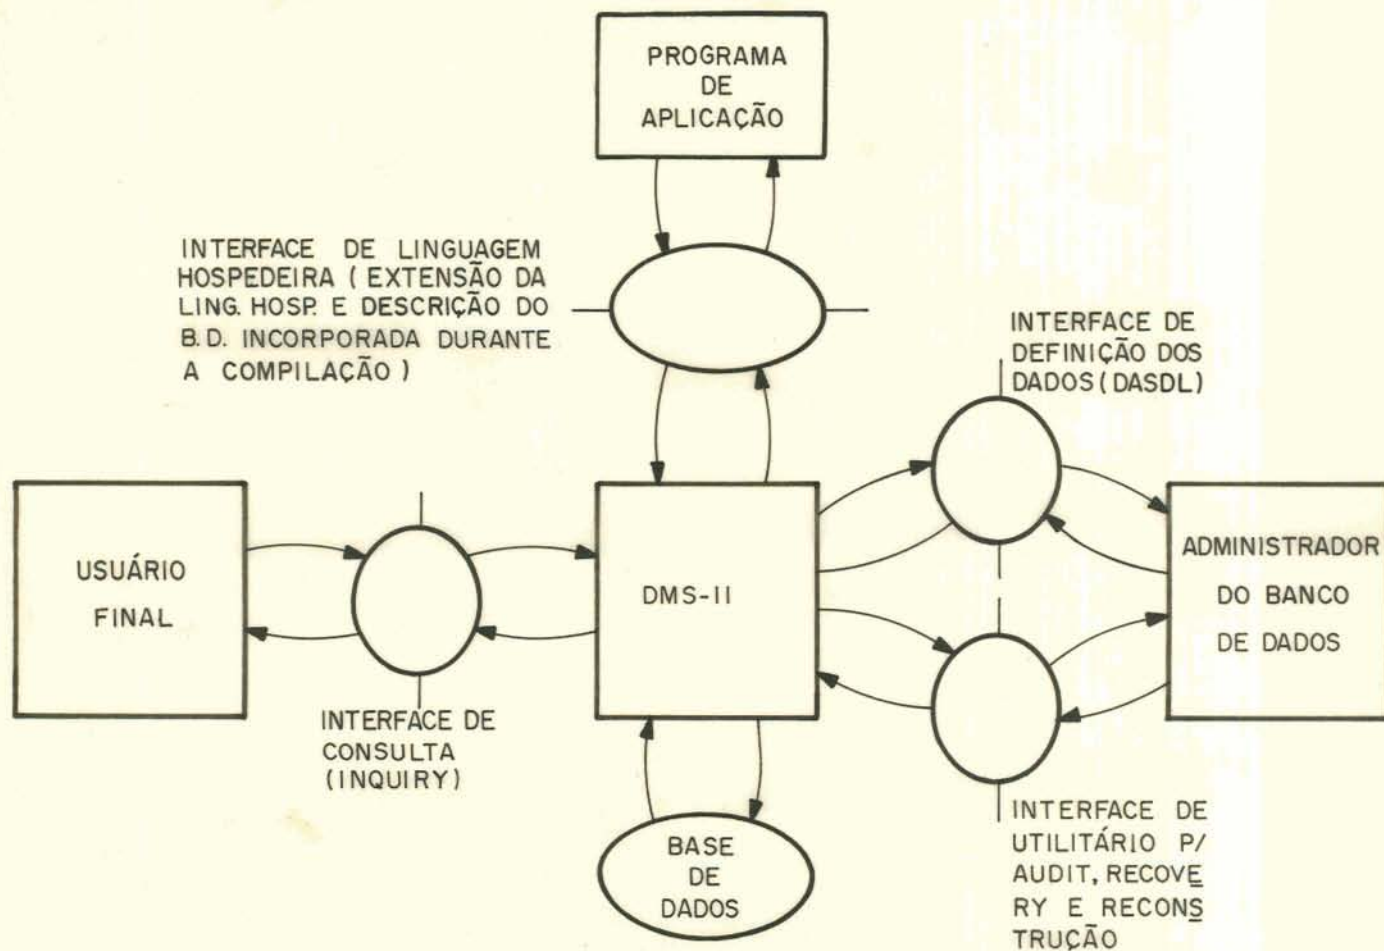 PROGRAMA
DE
APLICAÇÃO
INTERFACE DE LINGUAGEM
HOSPEDEIRA ( EXTENSÃO DA
LING. HOSP. E DESCRIÇÃO DO
B.D. INCORPORADA DURANTE
A COMPILAÇÃO )
INTERFACE DE
DEFINIÇÃO DOS
DADOS ( DASDL)
USUÁRIO
FINAL
DMS-II
ADMINISTRADOR
DO BANCO
DE DADOS
INTERFACE DE
CONSULTA
(INQUIRY)
BASE
DE
DADOS
INTERFACE DE
UTILITÁRIO P/
AUDIT, RECOVE
RY E RECONS
TRUÇÃO